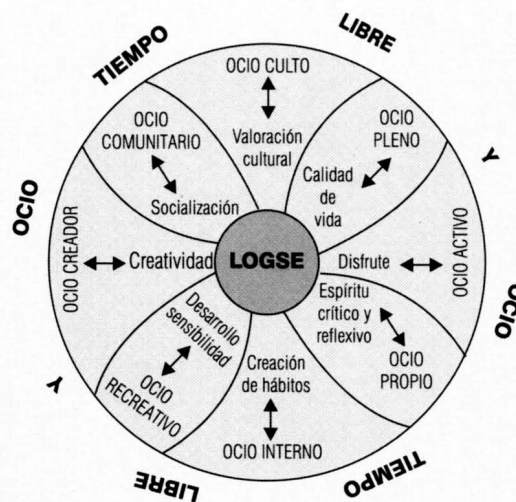 TIEMPO
LIBRE
Y
OCIO
TIEMPO
LIBRE
Y
OCIO
OCIO CULTO
Valoración
cultural
OCIO
PLENO
Calidad
de
vida
OCIO ACTIVO
Disfrute
Espíritu
crítico y
reflexivo
OCIO
PROPIO
Creación
de hábitos
OCIO INTERNO
Desarrollo
sensibilidad
OCIO
RECREATIVO
OCIO CREADOR
Creatividad
OCIO
COMUNITARIO
Socialización
LOGSE